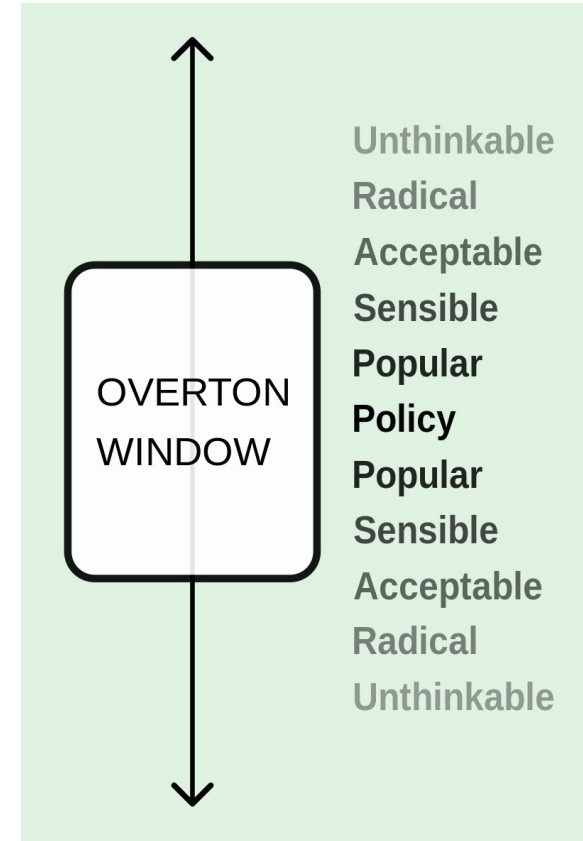 OVERTON
WINDOW
Unthinkable
Radical
Acceptable
Sensible
Popular
Policy
Popular
Sensible
Acceptable
Radical
Unthinkable